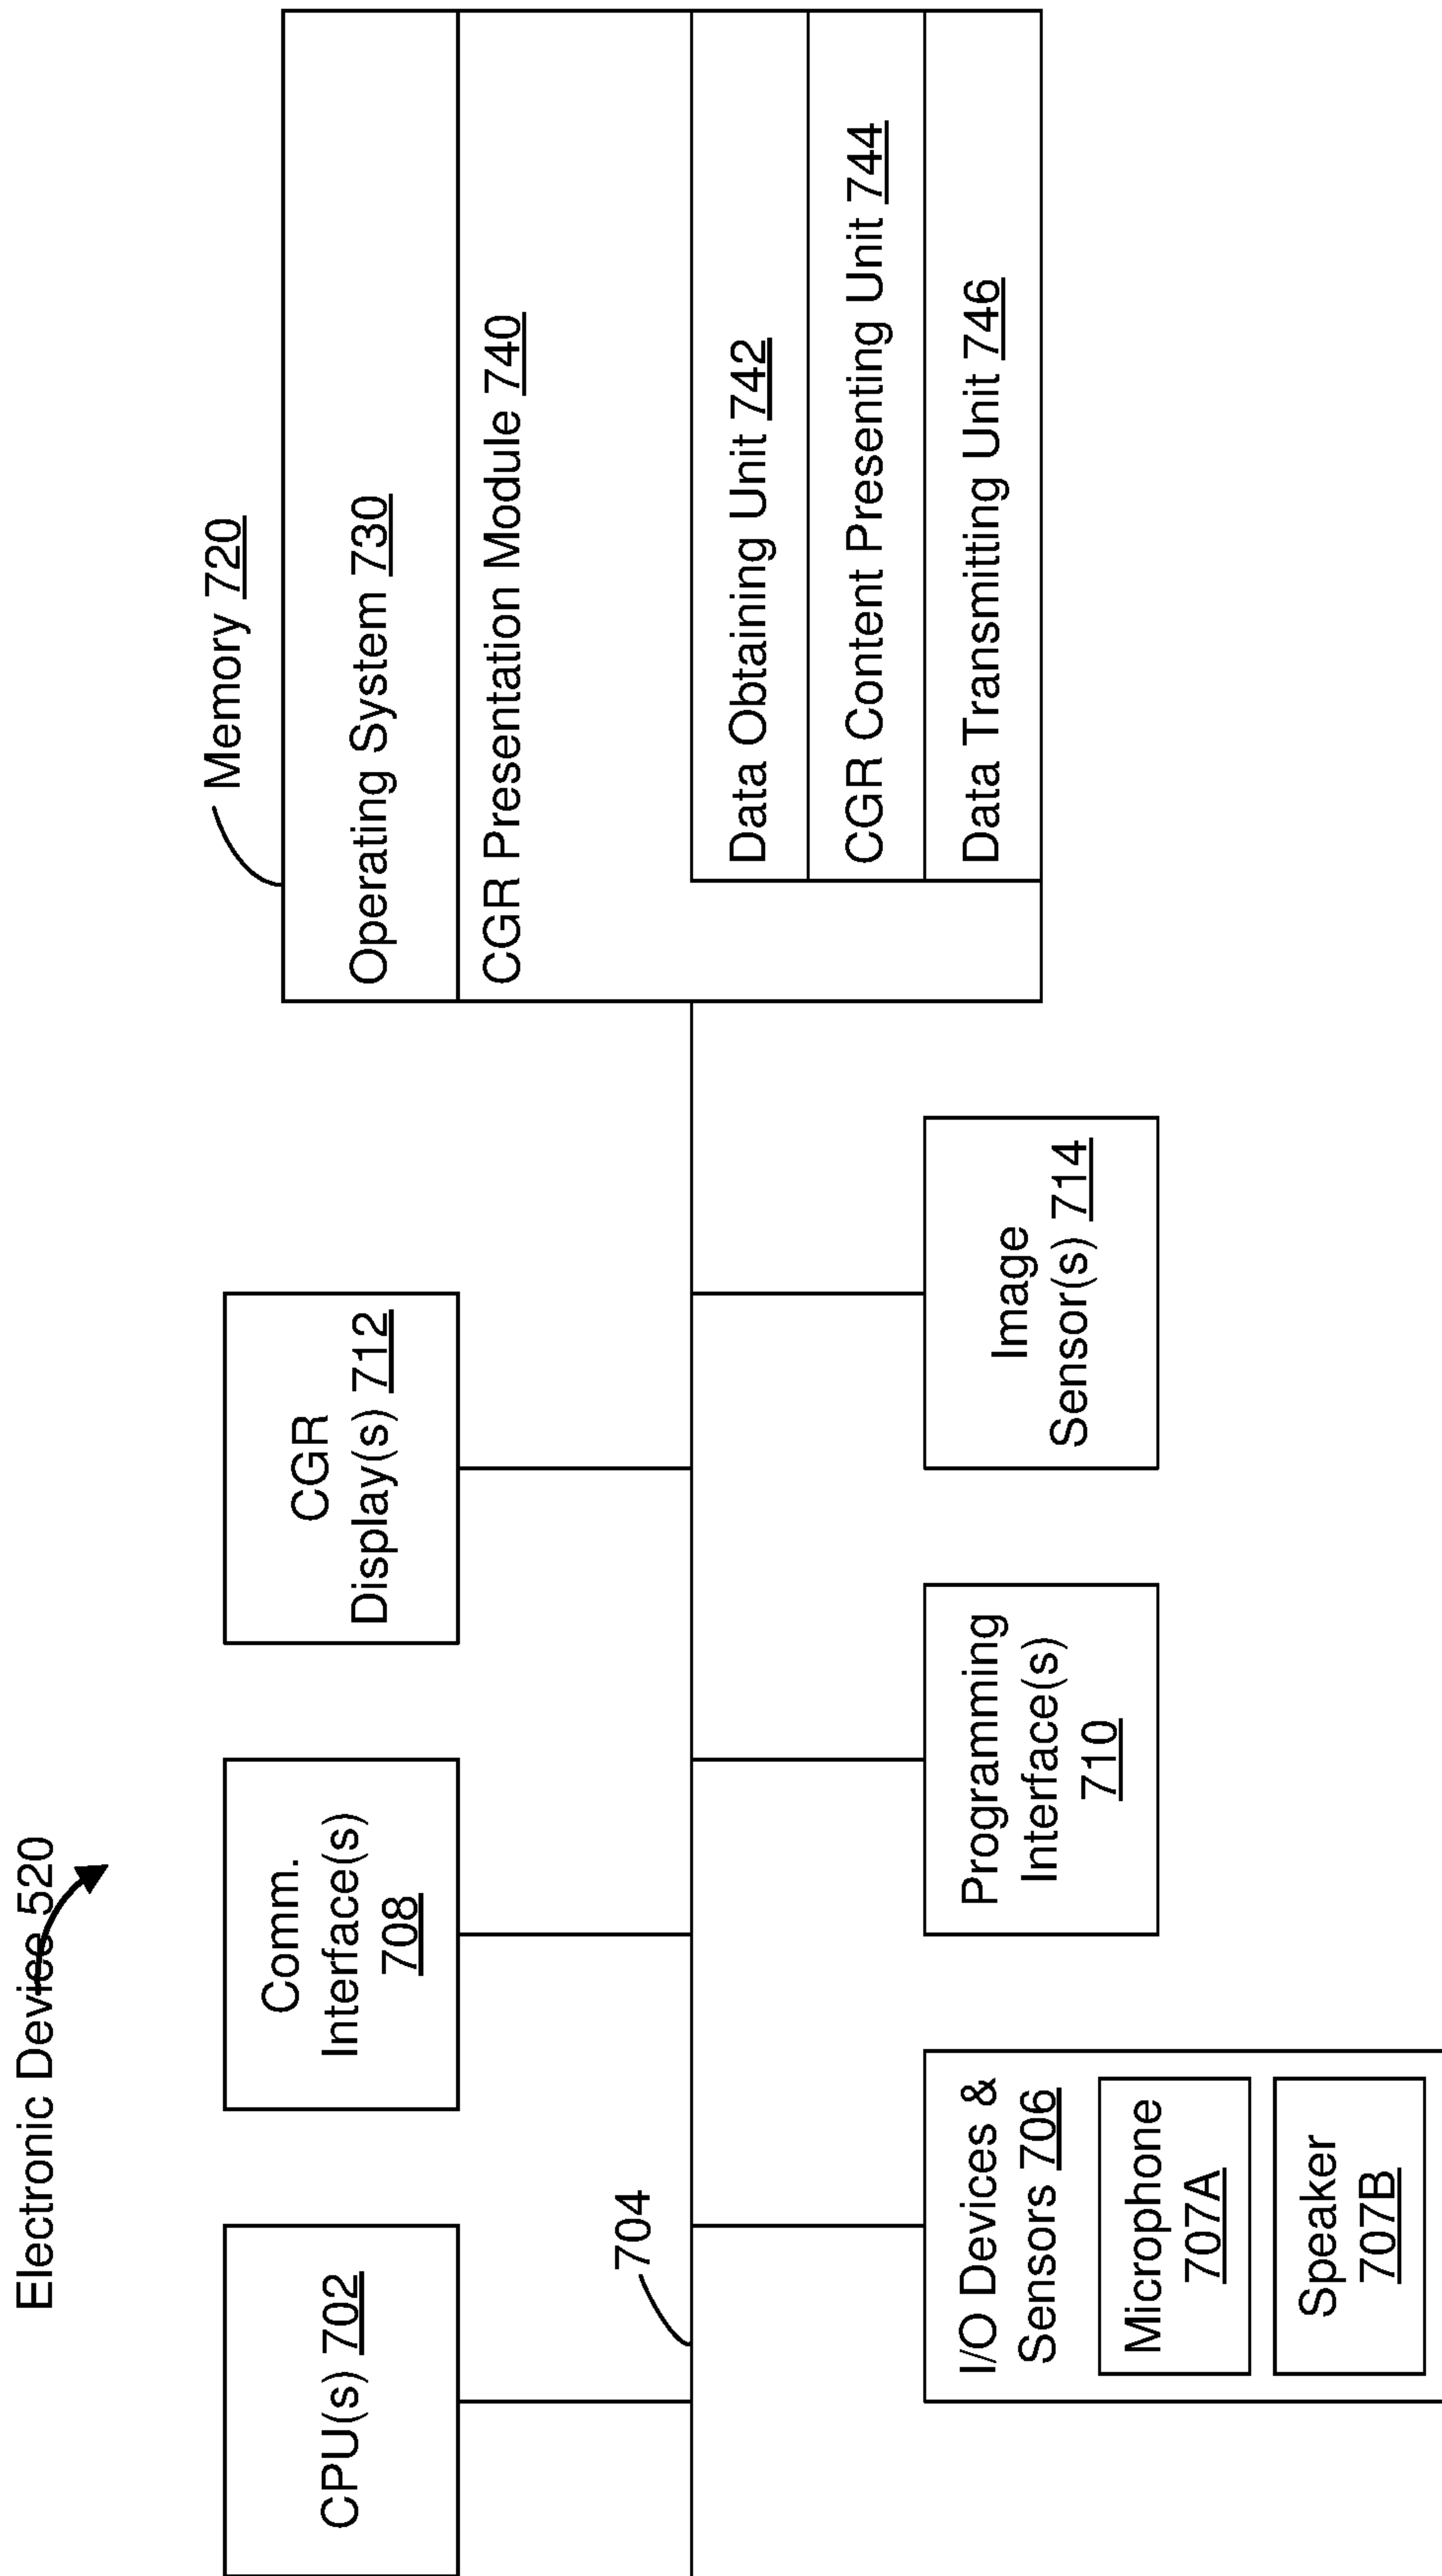 Electronic Device 520
CPU(s) 702
Comm.
Interface(s)
708
CGR
Display(s) 712
704
I/O Devices &
Sensors 706
Microphone
707A
Speaker
707B
Programming
Interface(s)
710
Image
Sensor(s) 714
Memory 720
Operating System 730
CGR Presentation Module 740
Data Obtaining Unit 742
CGR Content Presenting Unit 744
Data Transmitting Unit 746